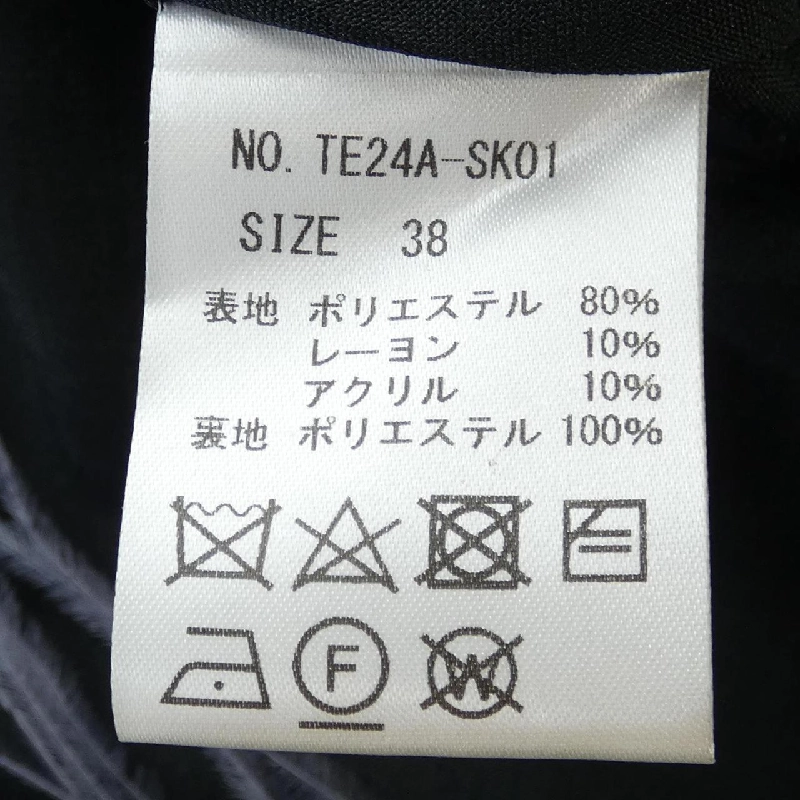 NO. TE24A-SK01
SIZE 38
表地 ポリエステル 80%
レーヨン 10%
アクリル 10%
裏地 ポリエステル 100%
F
W